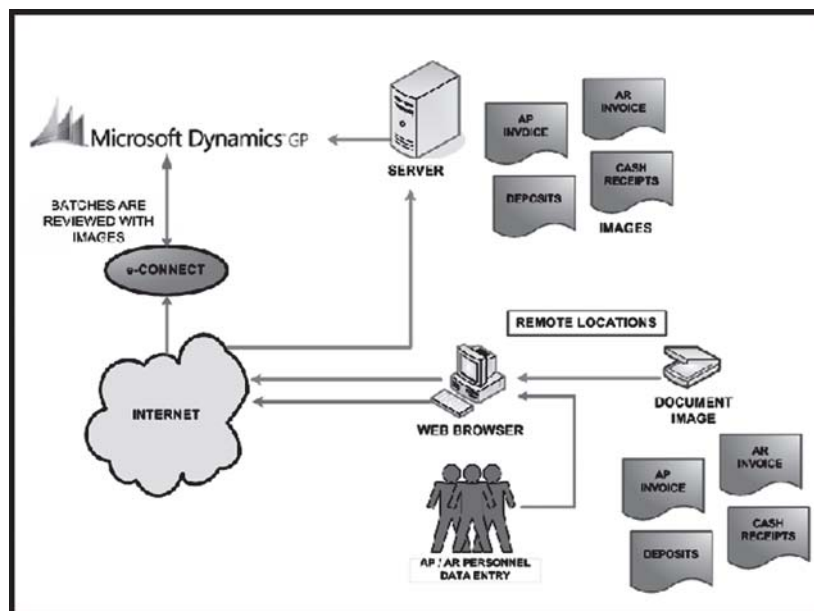 Microsoft Dynamics GP
SERVER
AP
INVOICE
AR
INVOICE
DEPOSITS
CASH
RECEIPTS
IMAGES
BATCHES ARE
REVIEWED WITH
IMAGES
e-CONNECT
INTERNET
REMOTE LOCATIONS
WEB BROWSER
DOCUMENT
IMAGE
AP / AR PERSONNEL
DATA ENTRY
AP
INVOICE
AR
INVOICE
DEPOSITS
CASH
RECEIPTS